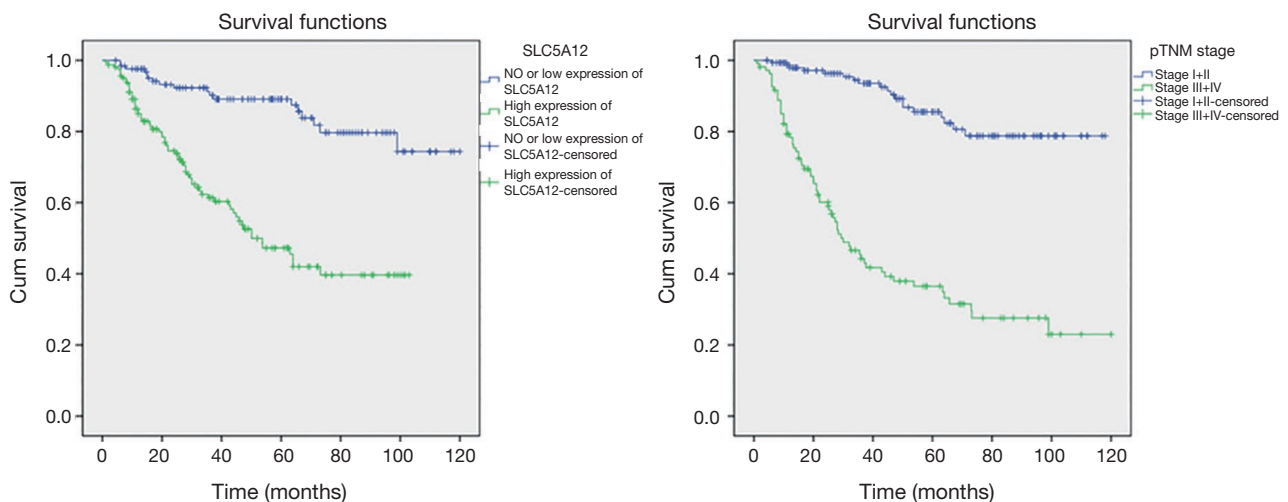 Survival functions
SLC5A12
NO or low expression of
SLC5A12
High expression of
SLC5A12
NO or low expression of
SLC5A12-censored
High expression of
SLC5A12-censored
Cum survival
1.0
0.8
0.6
0.4
0.2
0.0
0 20 40 60 80 100 120
Time (months)
Survival functions
pTNM stage
Stage I+II
Stage III+IV
Stage I+II-censored
Stage III+IV-censored
Cum survival
1.0
0.8
0.6
0.4
0.2
0.0
0 20 40 60 80 100 120
Time (months)